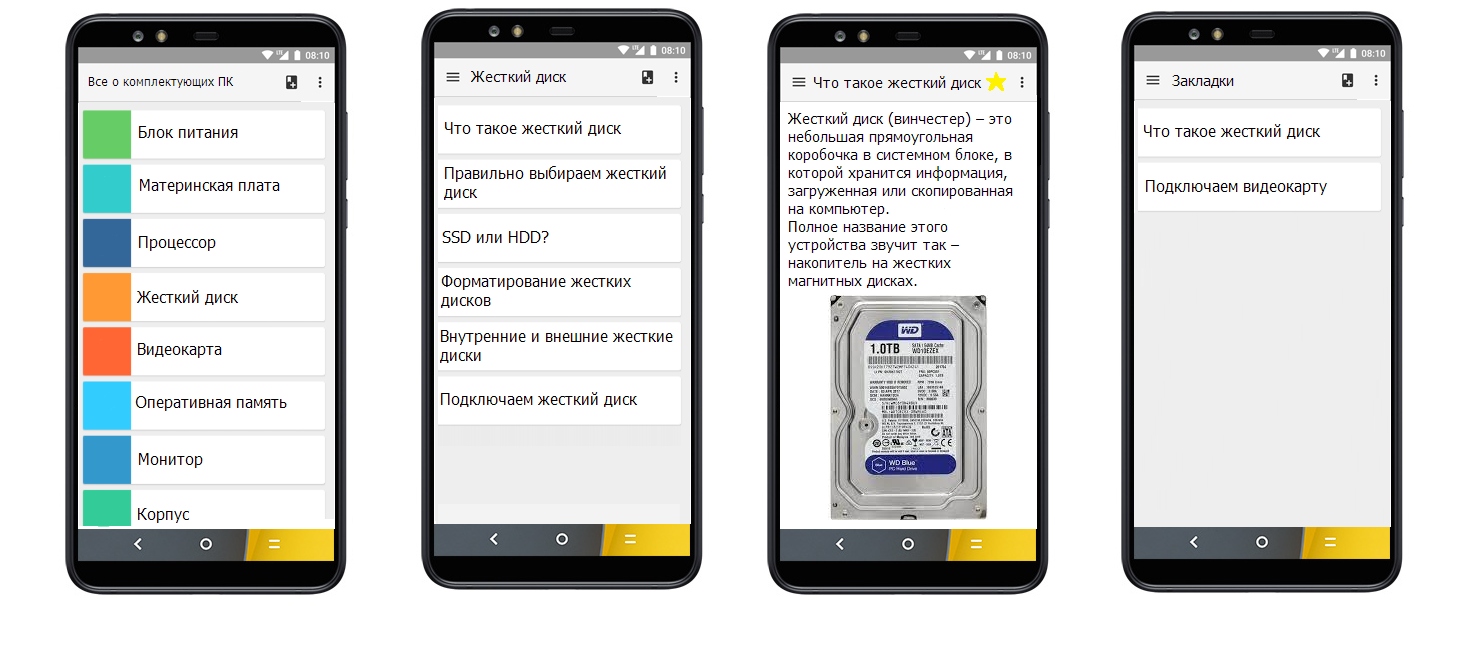 LTE 08:10
Все о комплектующих ПК
Блок питания
Материнская плата
Процессор
Жесткий диск
Видеокарта
Оперативная память
Монитор
Корпус
LTE 08:10
Жесткий диск
Что такое жесткий диск
Правильно выбираем жесткий
диск
SSD или HDD?
Форматирование жестких
дисков
Внутренние и внешние жесткие
диски
Подключаем жесткий диск
LTE 08:10
Что такое жесткий диск
Жесткий диск (винчестер) – это
небольшая прямоугольная
коробочка в системном блоке, в
которой хранится информация,
загруженная или скопированная
на компьютер.
Полное название этого
устройства звучит так –
накопитель на жестких
магнитных дисках.
WD
1.0TB
WD10EZEX
WD Blue
PC Hard Drive
LTE 08:10
Закладки
Что такое жесткий диск
Подключаем видеокарту